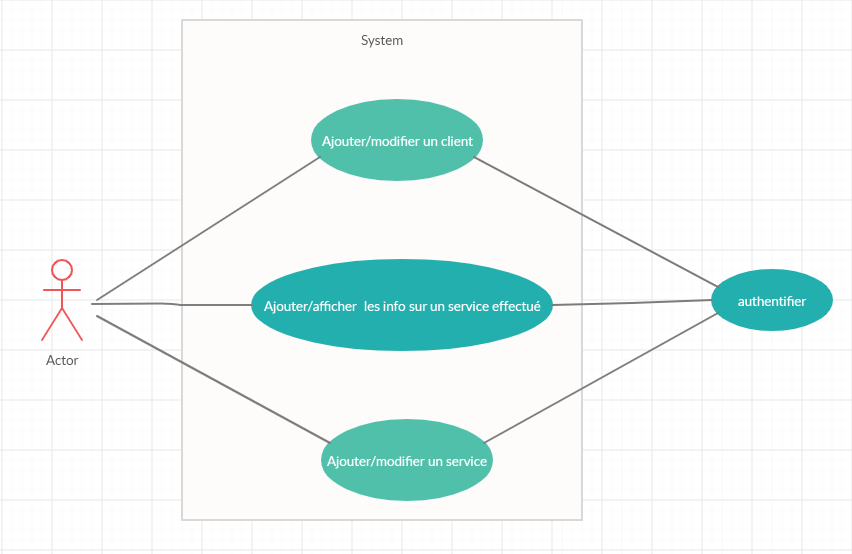 System
Ajouter/modifier un client
Ajouter/afficher  les info sur un service effectué
authentifier
Actor
Ajouter/modifier un service